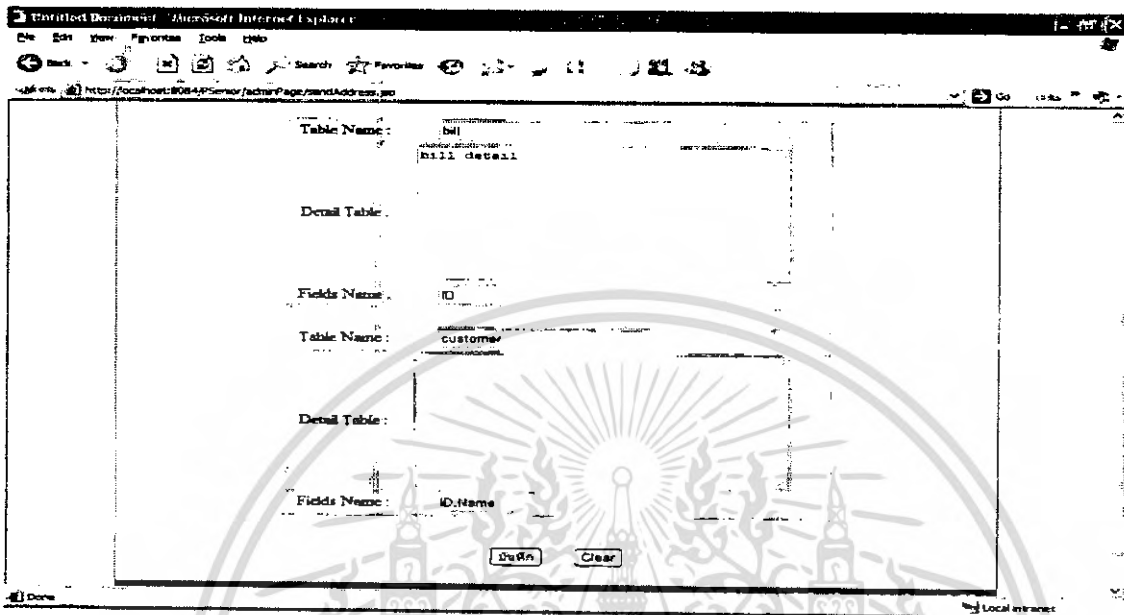 Untitled Document - Microsoft Internet Explorer
File Edit View Favorites Tools Help
Back Search Favorites
http://localhost:8084/PSenior/adminPage/sendAddress.jsp Go Links
Table Name : bill
bill detail
Detail Table :
Fields Name : ID
Table Name : customer
Detail Table :
Fields Name : ID,Name
บันทึก Clear
Done Local intranet